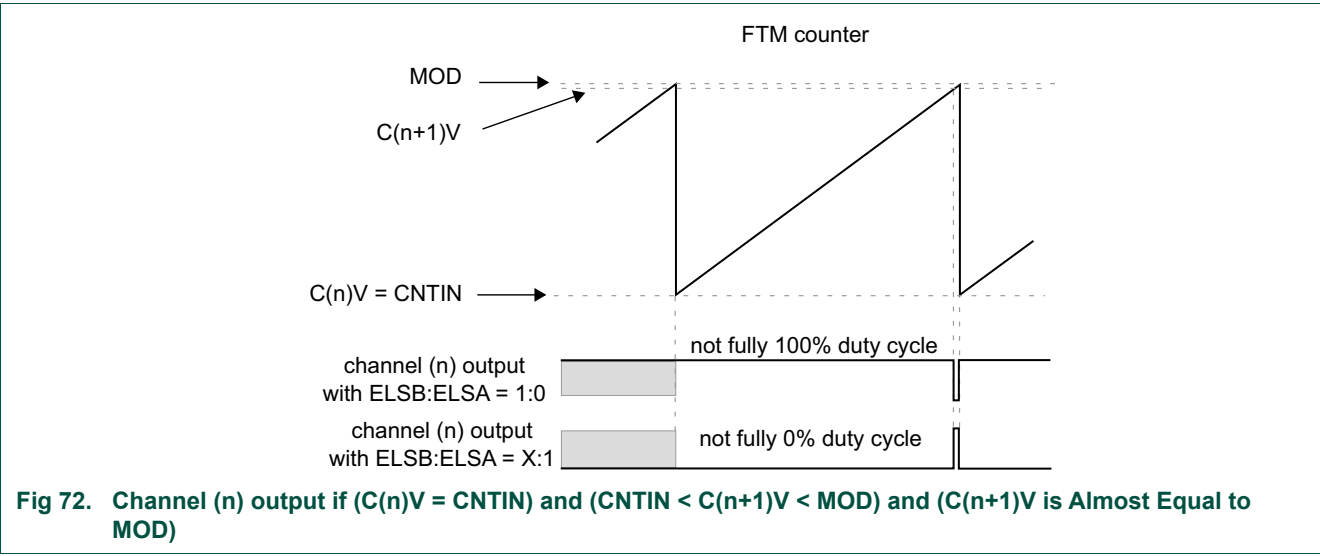 FTM counter
MOD
C(n+1)V
C(n)V = CNTIN
not fully 100% duty cycle
channel (n) output
with ELSB:ELSA = 1:0
channel (n) output
with ELSB:ELSA = X:1
not fully 0% duty cycle
Fig 72. Channel (n) output if (C(n)V = CNTIN) and (CNTIN < C(n+1)V < MOD) and (C(n+1)V is Almost Equal to
MOD)